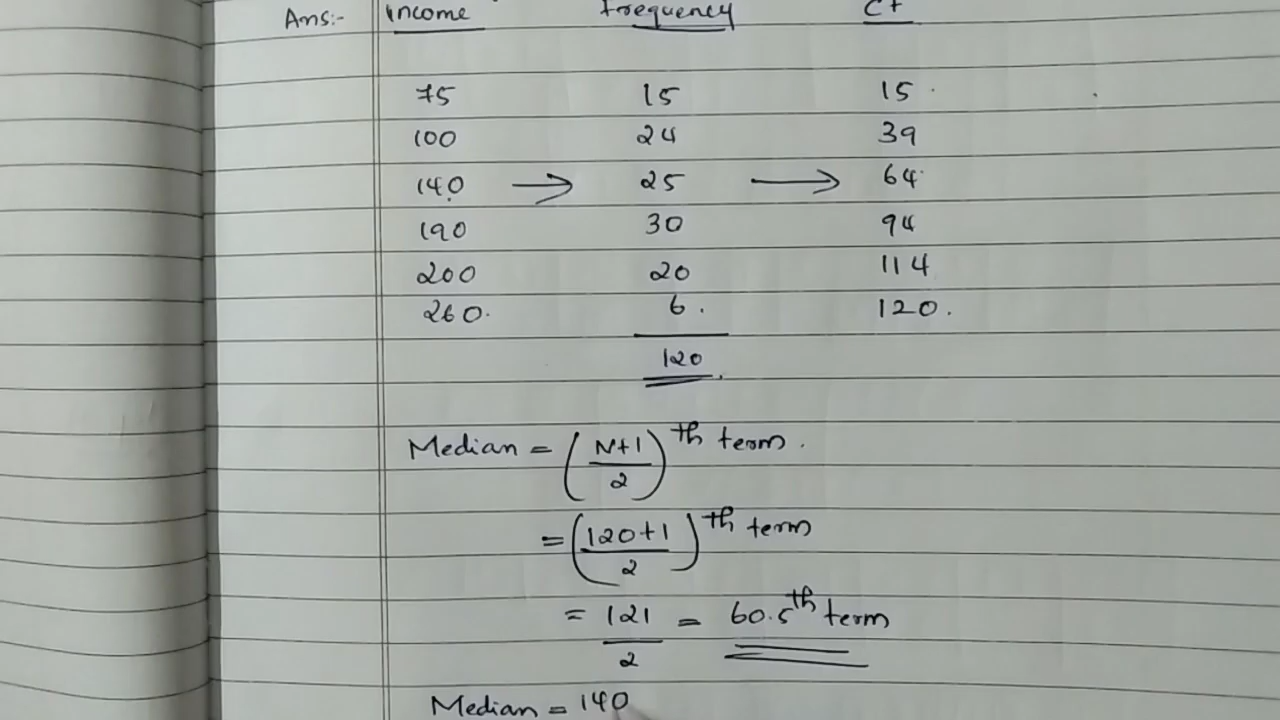 Ans:- Income Frequency Cf
75 15 15
100 24 39
140 → 25 → 64
190 30 94
200 20 114
260. 6. 120.
120
Median = (N+1/2)th term.
= (120+1/2)th term
= 121/2 = 60.5th term
Median = 140